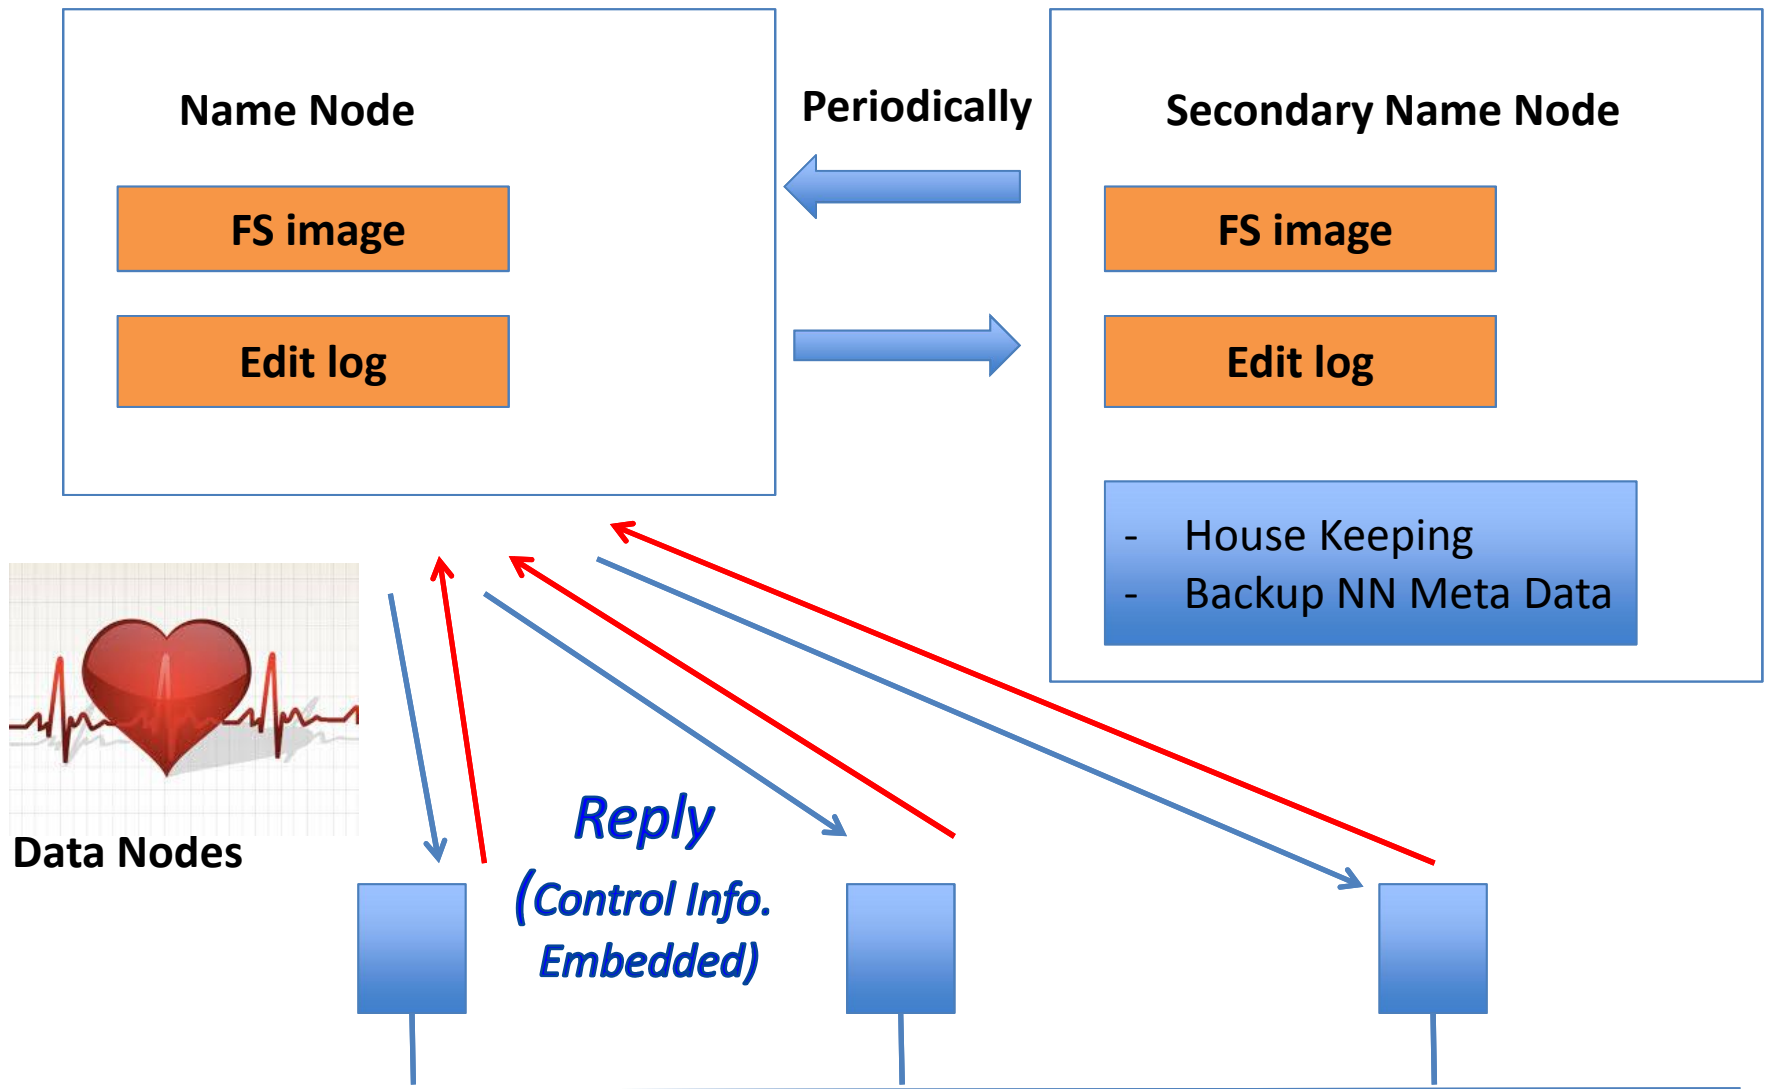 Name Node
Periodically
Secondary Name Node
FS image
FS image
Edit log
Edit log
- House Keeping
- Backup NN Meta Data
Data Nodes
Reply
(Control Info.
Embedded)